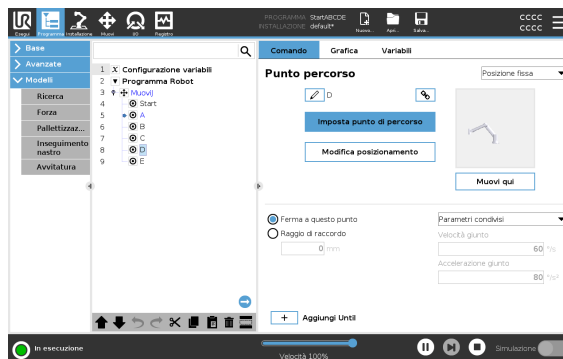 UR
Esegui Programma Installazione Muovi I/O Registro
PROGRAMMA StartABCDE
INSTALLAZIONE default*
Nuovo... Apri... Salva...
CCCC
CCCC
Base
Avanzate
Modelli
Ricerca
Forza
Pallettizzaz...
Inseguimento
nastro
Avvitatura
1 X Configurazione variabili
2 Programma Robot
3 MuoviJ
4 Start
5 A
6 B
7 C
8 D
9 E
Comando Grafica Variabili
Punto percorso
Posizione fissa
D
Imposta punto di percorso
Modifica posizionamento
Muovi qui
Ferma a questo punto
Raggio di raccordo
0 mm
Parametri condivisi
Velocità giunto
60 °/s
Accelerazione giunto
80 °/s²
+ Aggiungi Until
In esecuzione
Velocità 100%
Simulazione